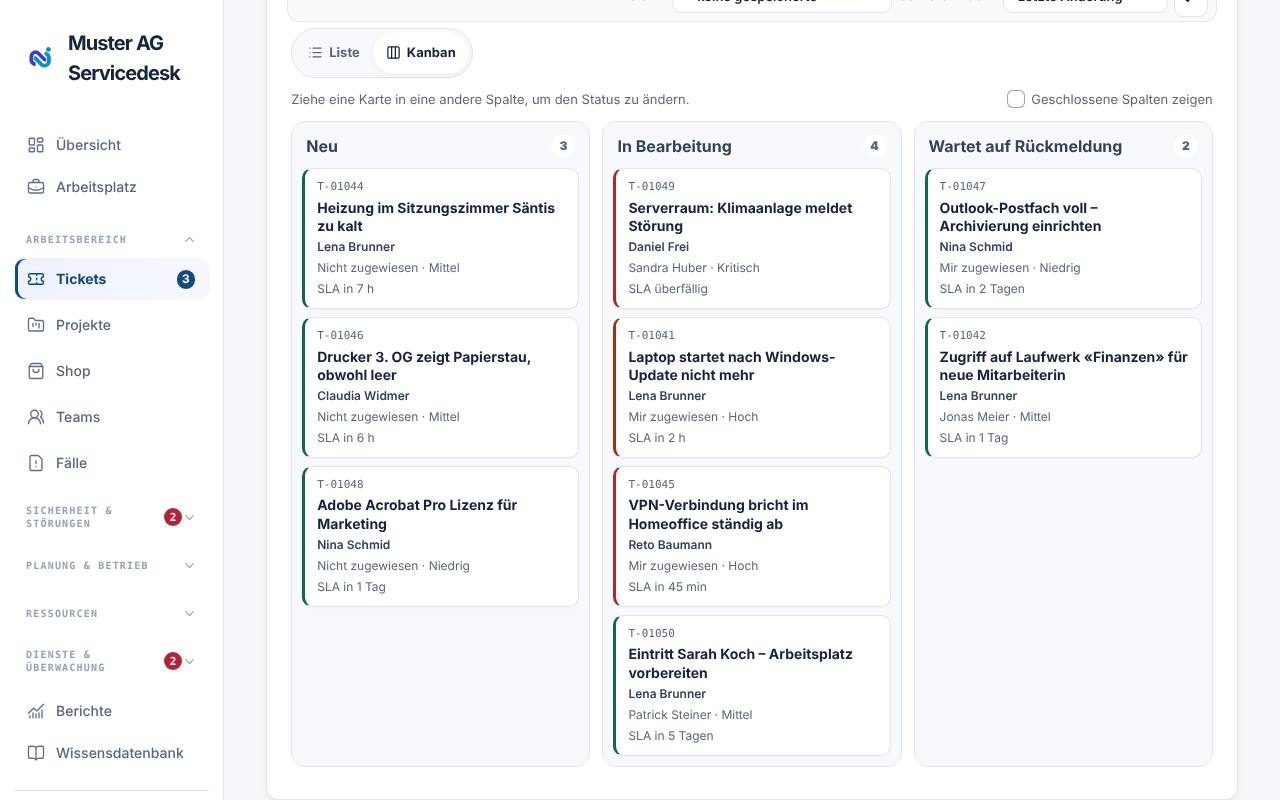 Muster AG
Servicedesk
Übersicht
Arbeitsplatz
ARBEITSBEREICH
Tickets 3
Projekte
Shop
Teams
Fälle
SICHERHEIT &
STÖRUNGEN
2
PLANUNG & BETRIEB
RESSOURCEN
DIENSTE &
ÜBERWACHUNG
2
Berichte
Wissensdatenbank
Liste Kanban
Ziehe eine Karte in eine andere Spalte, um den Status zu ändern.
Geschlossene Spalten zeigen
Neu 3
T-01044
Heizung im Sitzungszimmer Säntis
zu kalt
Lena Brunner
Nicht zugewiesen · Mittel
SLA in 7 h
T-01046
Drucker 3. OG zeigt Papierstau,
obwohl leer
Claudia Widmer
Nicht zugewiesen · Mittel
SLA in 6 h
T-01048
Adobe Acrobat Pro Lizenz für
Marketing
Nina Schmid
Nicht zugewiesen · Niedrig
SLA in 1 Tag
In Bearbeitung 4
T-01049
Serverraum: Klimaanlage meldet
Störung
Daniel Frei
Sandra Huber · Kritisch
SLA überfällig
T-01041
Laptop startet nach Windows-
Update nicht mehr
Lena Brunner
Mir zugewiesen · Hoch
SLA in 2 h
T-01045
VPN-Verbindung bricht im
Homeoffice ständig ab
Reto Baumann
Mir zugewiesen · Hoch
SLA in 45 min
T-01050
Eintritt Sarah Koch – Arbeitsplatz
vorbereiten
Lena Brunner
Patrick Steiner · Mittel
SLA in 5 Tagen
Wartet auf Rückmeldung 2
T-01047
Outlook-Postfach voll –
Archivierung einrichten
Nina Schmid
Mir zugewiesen · Niedrig
SLA in 2 Tagen
T-01042
Zugriff auf Laufwerk «Finanzen» für
neue Mitarbeiterin
Lena Brunner
Jonas Meier · Mittel
SLA in 1 Tag